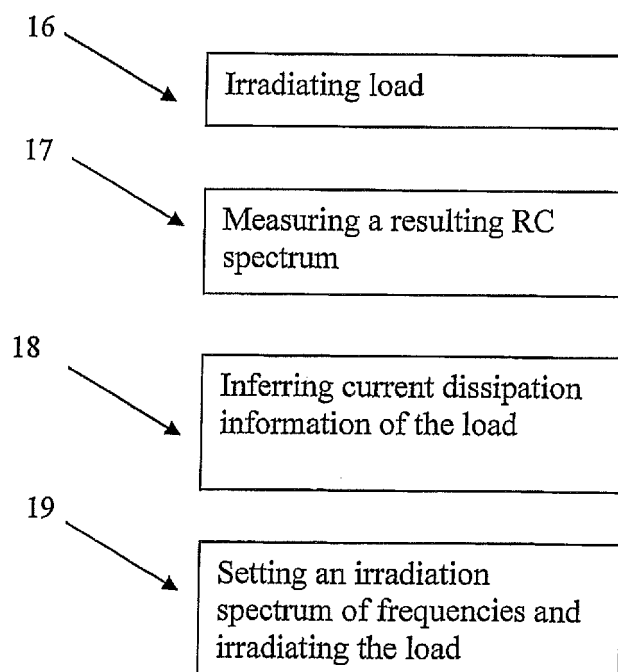 16
Irradiating load
17
Measuring a resulting RC
spectrum
18
Inferring current dissipation
information of the load
19
Setting an irradiation
spectrum of frequencies and
irradiating the load